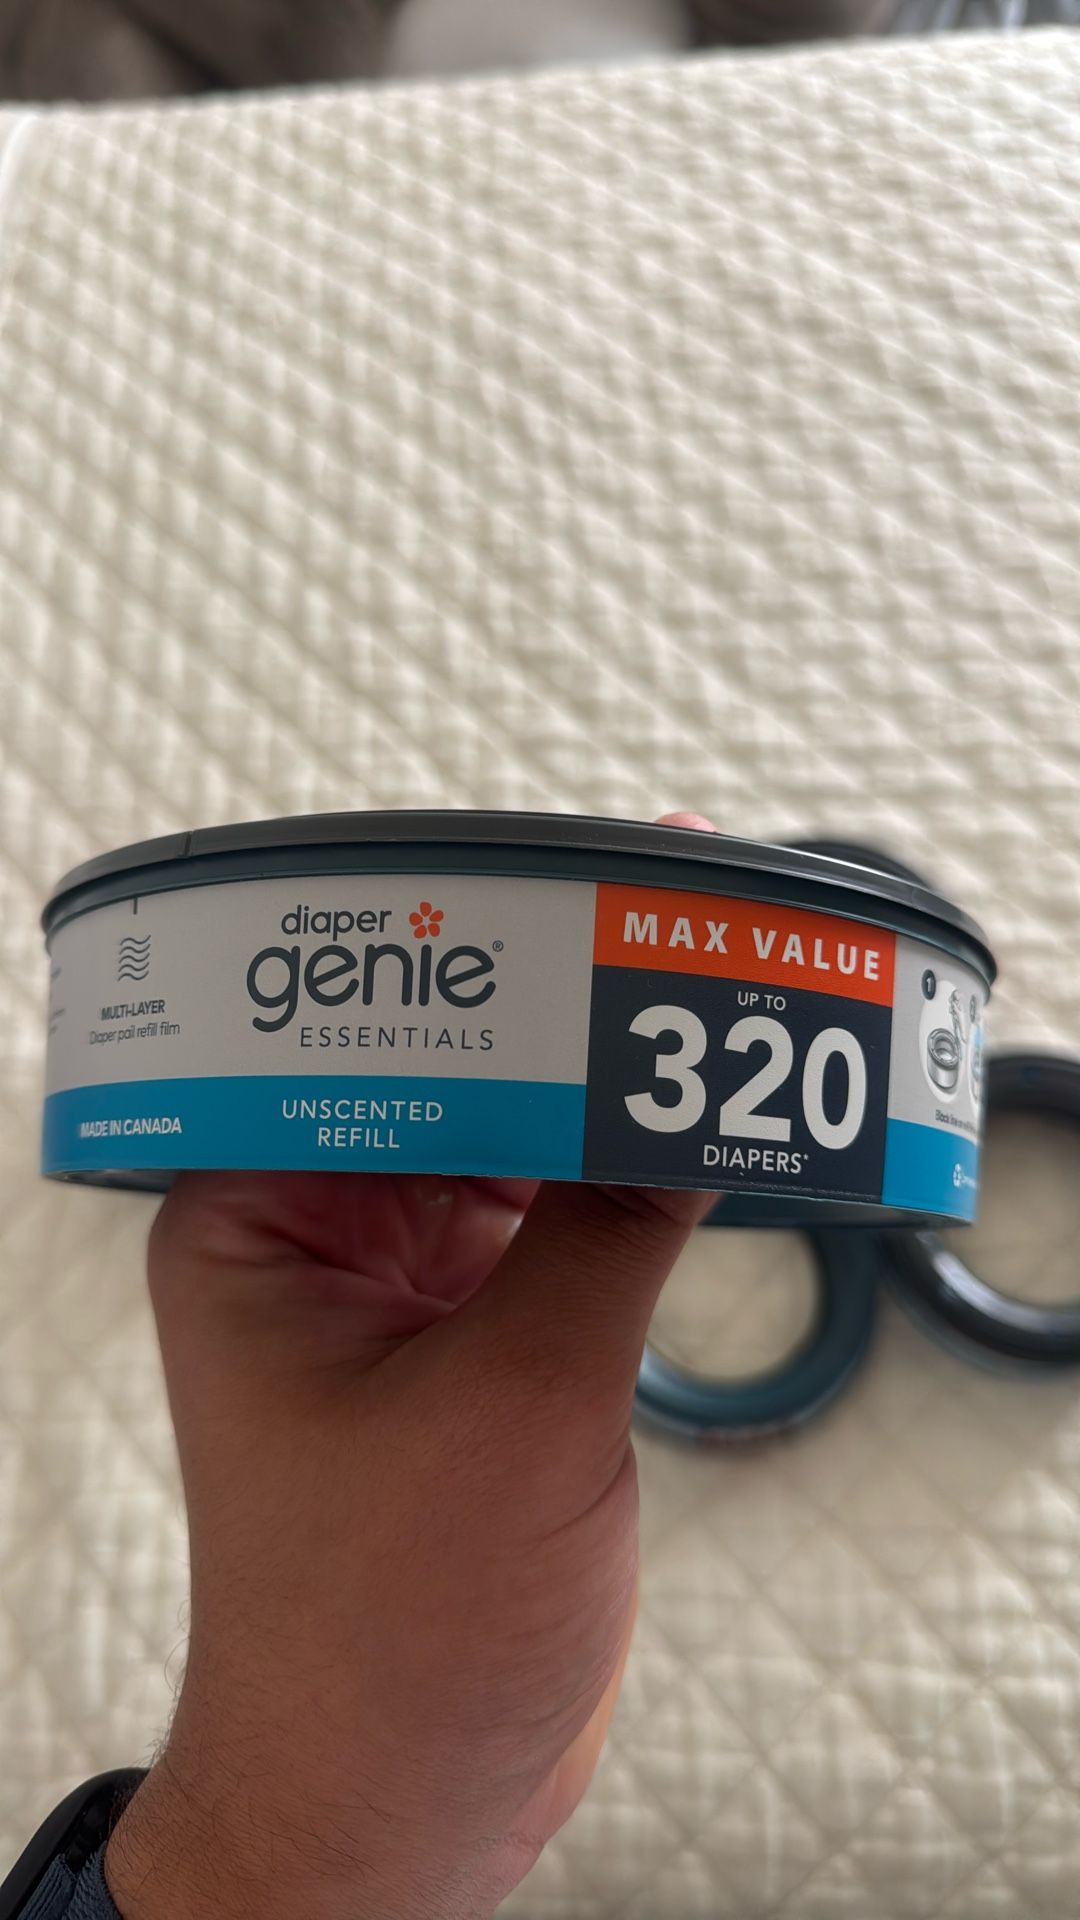 MULTI-LAYER
Diaper pail refill film
MADE IN CANADA
diaper
genie®
ESSENTIALS
UNSCENTED
REFILL
MAX VALUE
UP TO
320
DIAPERS*
1